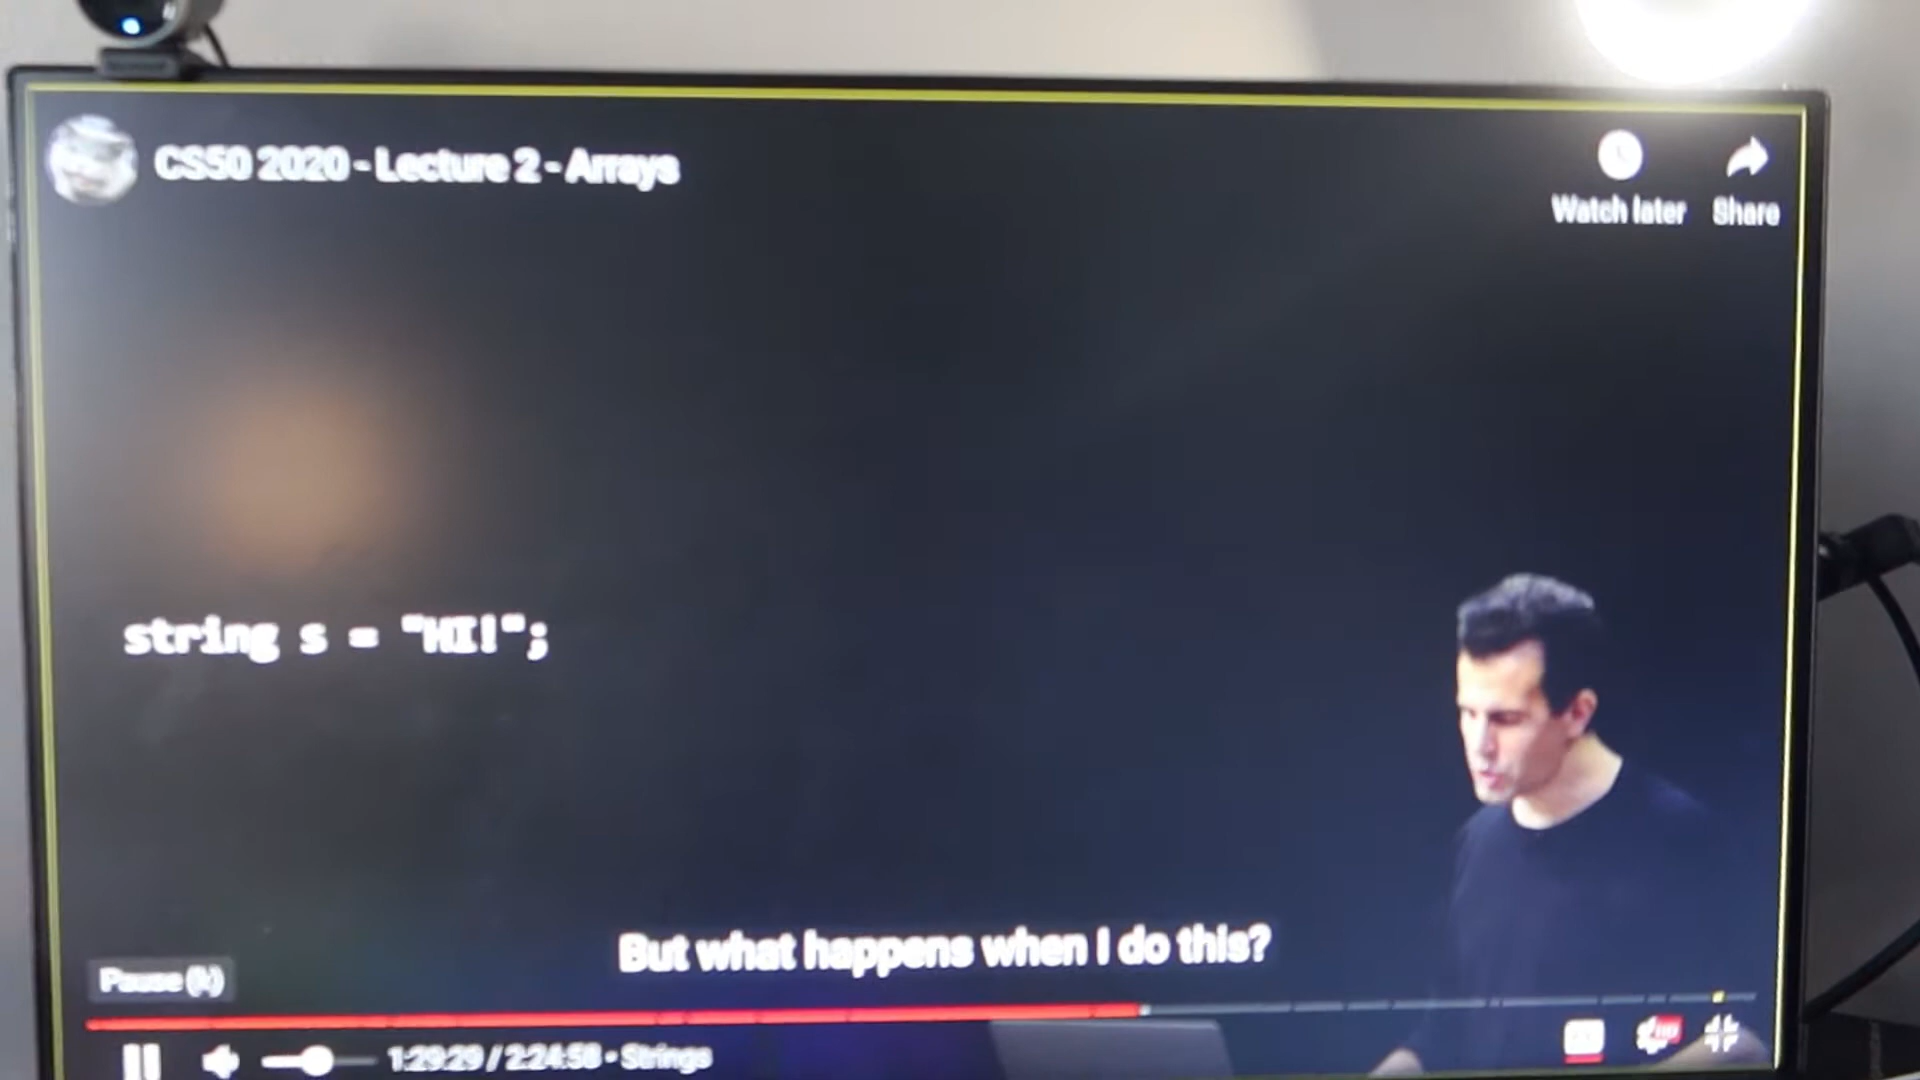 CS50 2020 - Lecture 2 - Arrays
Watch later
Share
string s = "HI!";
But what happens when I do this?
Pause (k)
1:29:29 / 2:24:58 • Strings
HD